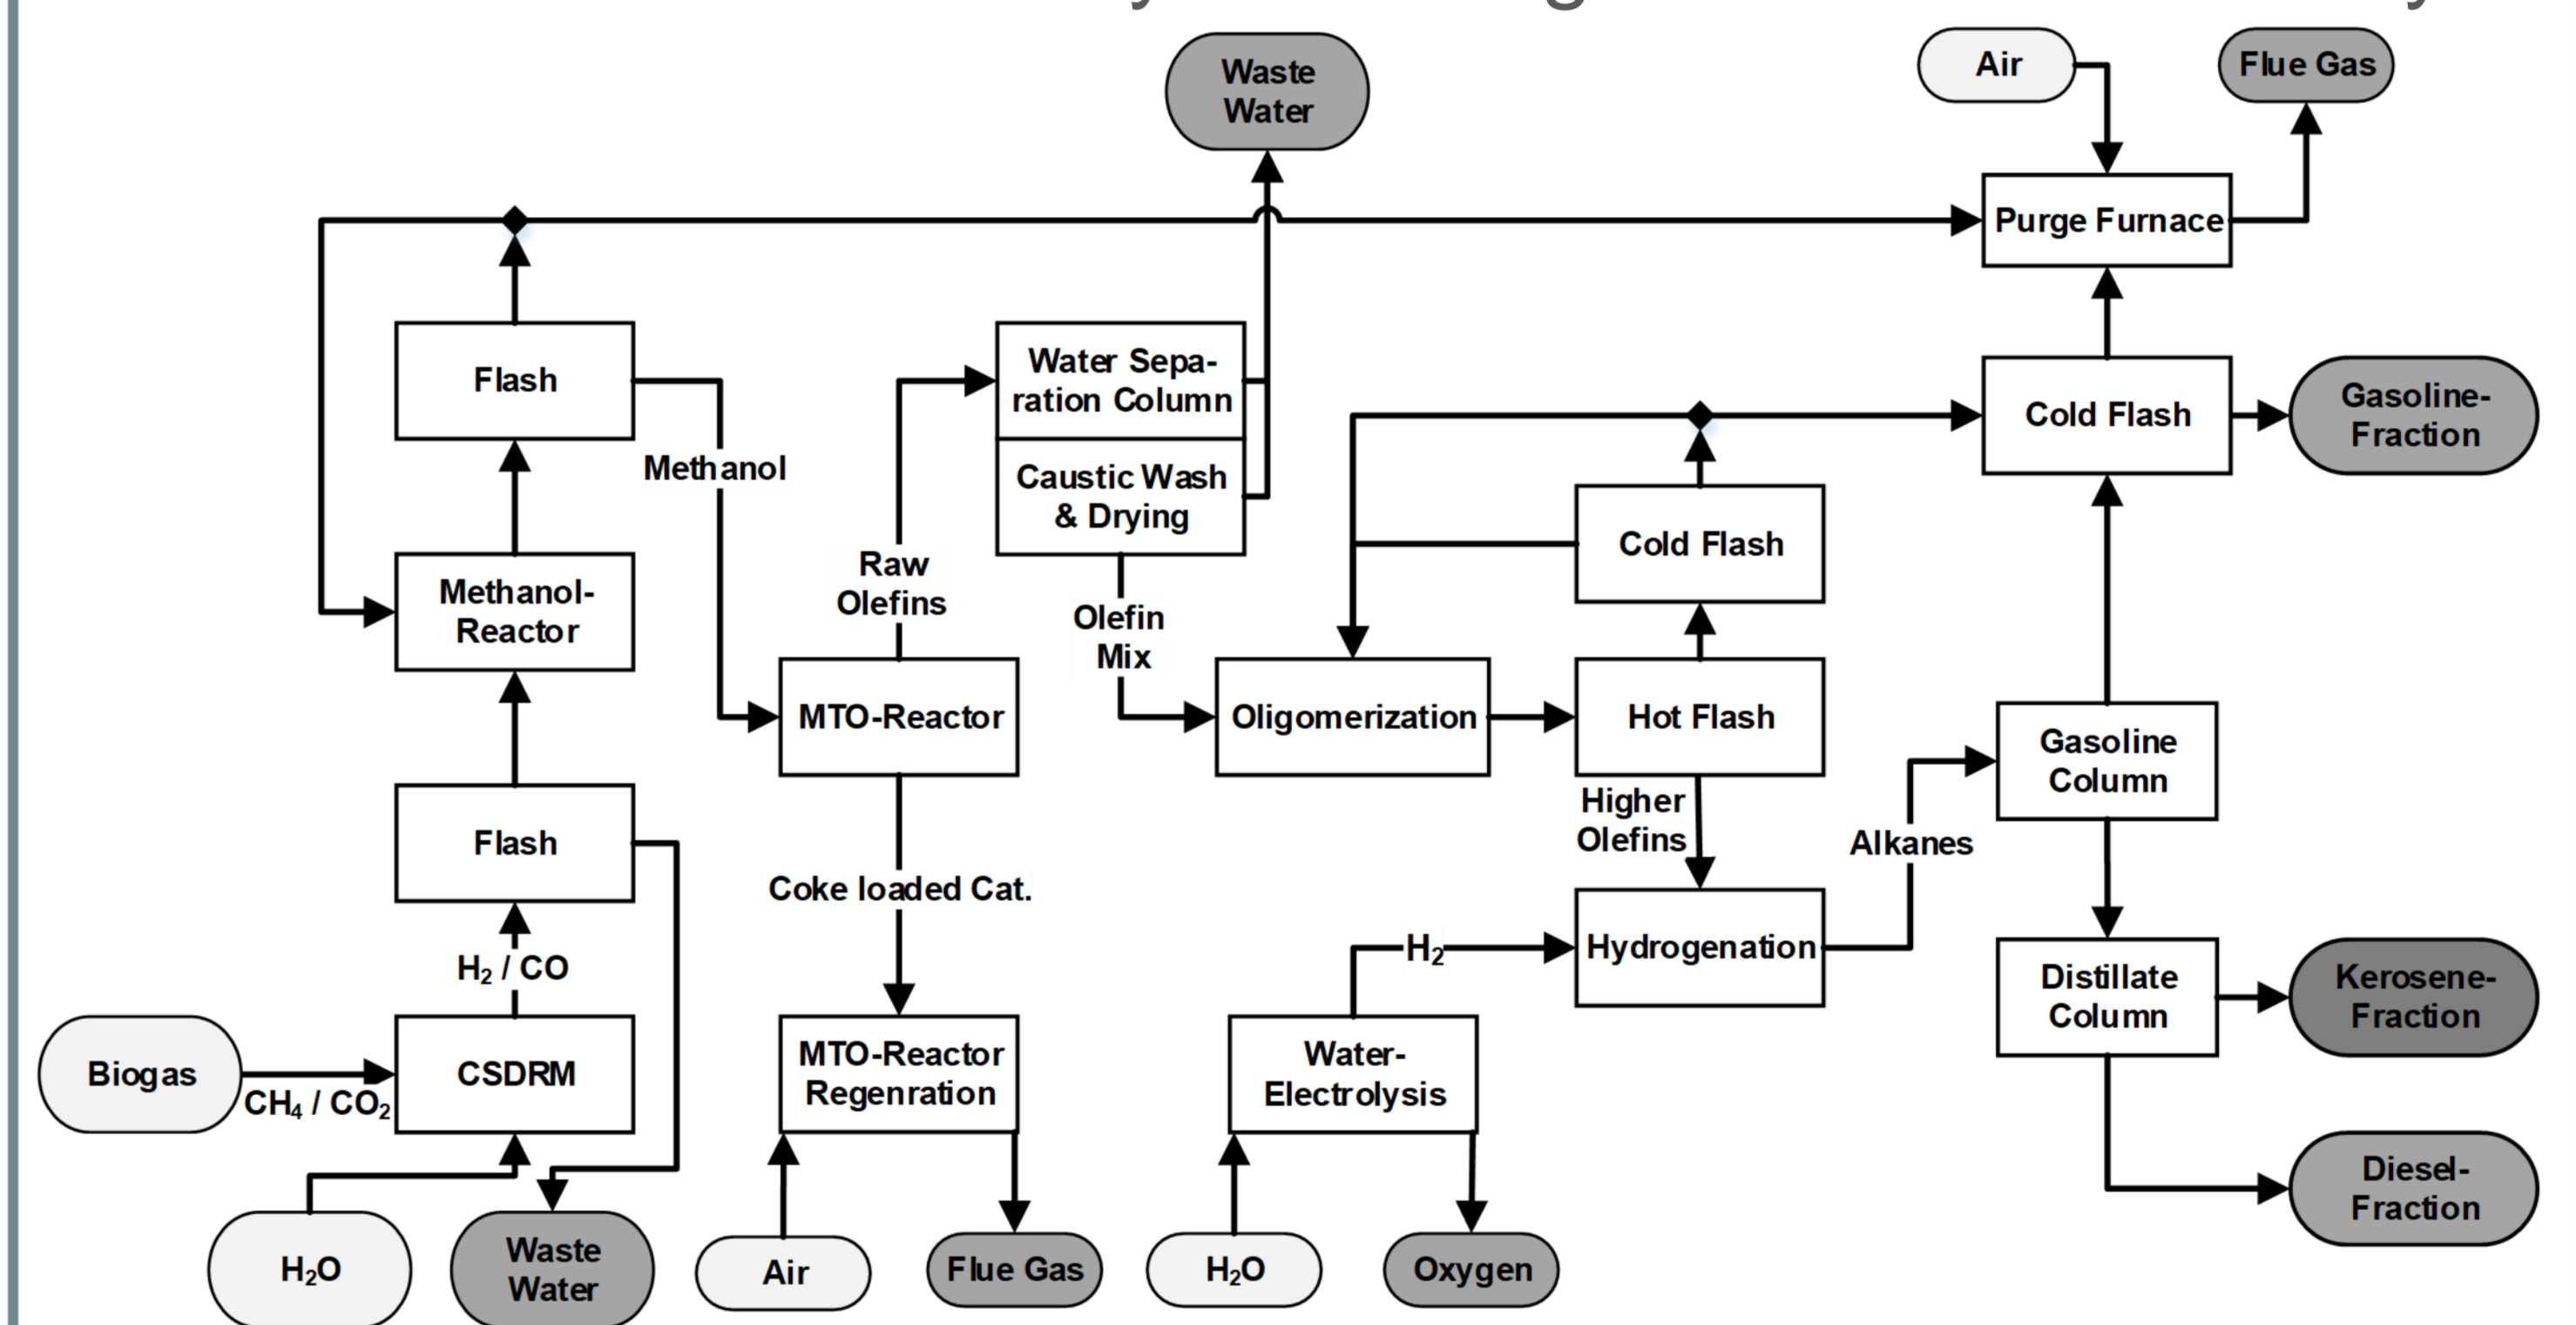 Waste
Water
Air
Flue Gas
Purge Furnace
Flash
Water Sepa-
ration Column
Cold Flash
Gasoline-
Fraction
Methanol
Caustic Wash
& Drying
Cold Flash
Raw
Olefins
Methanol-
Reactor
Olefin
Mix
MTO-Reactor
Oligomerization
Hot Flash
Gasoline
Column
Higher
Olefins
Alkanes
Flash
Coke loaded Cat.
H₂ / CO
H₂
Hydrogenation
Distillate
Column
Kerosene-
Fraction
Biogas
CH₄ / CO₂
CSDRM
MTO-Reactor
Regenration
Water-
Electrolysis
Diesel-
Fraction
H₂O
Waste
Water
Air
Flue Gas
H₂O
Oxygen